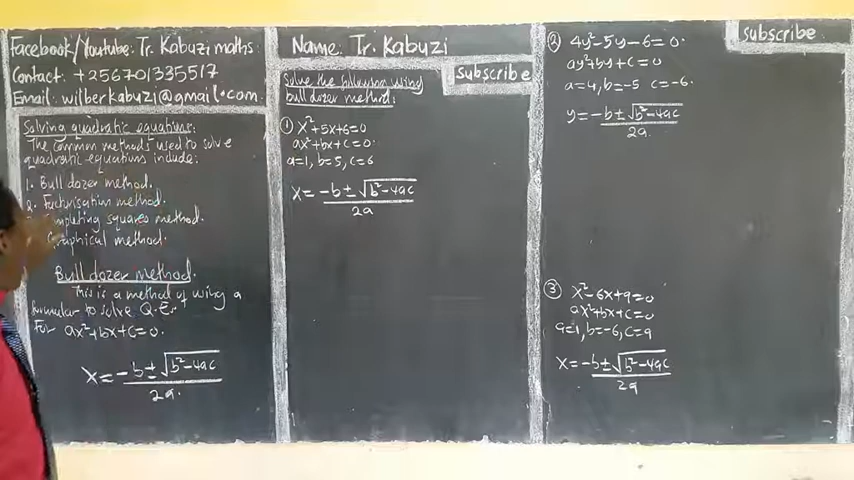 Facebook/Youtube: Tr. Kabuzi maths.
Contact: +256701335517
Email: wilberkabuzi@gmail.com.
Solving quadratic equations:
The common methods used to solve
quadratic equations include:
1. Bull dozer method.
2. Factorisation method.
Completing squares method.
Graphical method.
Bull dozer method.
This is a method of using a
formular to solve Q.E.
For ax²+bx+c=0.
x = -b ± √b²-4ac
2a.
Name: Tr. Kabuzi
subscribe
Solve the following using
bull dozer method:
① x²+5x+6=0
ax²+bx+c=0.
a=1, b=5, c=6
x = -b ± √b²-4ac
2a
subscribe
② 4y²-5y-6=0.
ay²+by+c=0
a=4, b=-5 c=-6.
y = -b ± √b²-4ac
2a.
③ x²-6x+9=0
ax²+bx+c=0
a=1, b=-6, c=9
x = -b ± √b²-4ac
2a